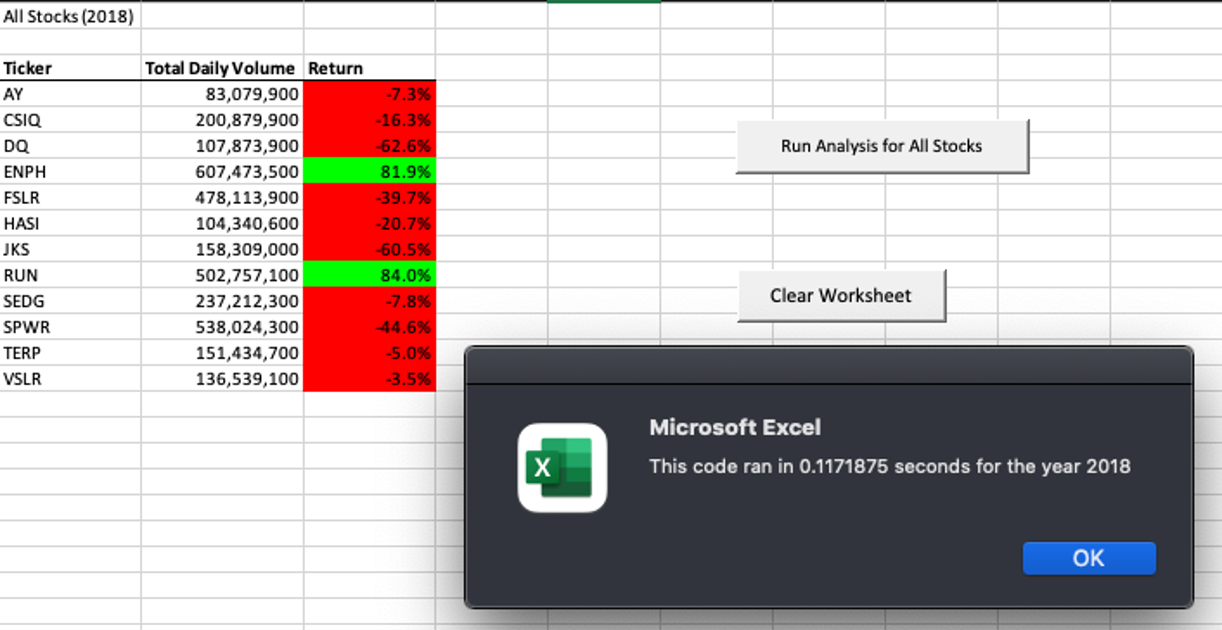 All Stocks (2018)
Ticker Total Daily Volume Return
AY 83,079,900 -7.3%
CSIQ 200,879,900 -16.3%
DQ 107,873,900 -62.6%
ENPH 607,473,500 81.9%
FSLR 478,113,900 -39.7%
HASI 104,340,600 -20.7%
JKS 158,309,000 -60.5%
RUN 502,757,100 84.0%
SEDG 237,212,300 -7.8%
SPWR 538,024,300 -44.6%
TERP 151,434,700 -5.0%
VSLR 136,539,100 -3.5%
Run Analysis for All Stocks
Clear Worksheet
X
Microsoft Excel
This code ran in 0.1171875 seconds for the year 2018
OK